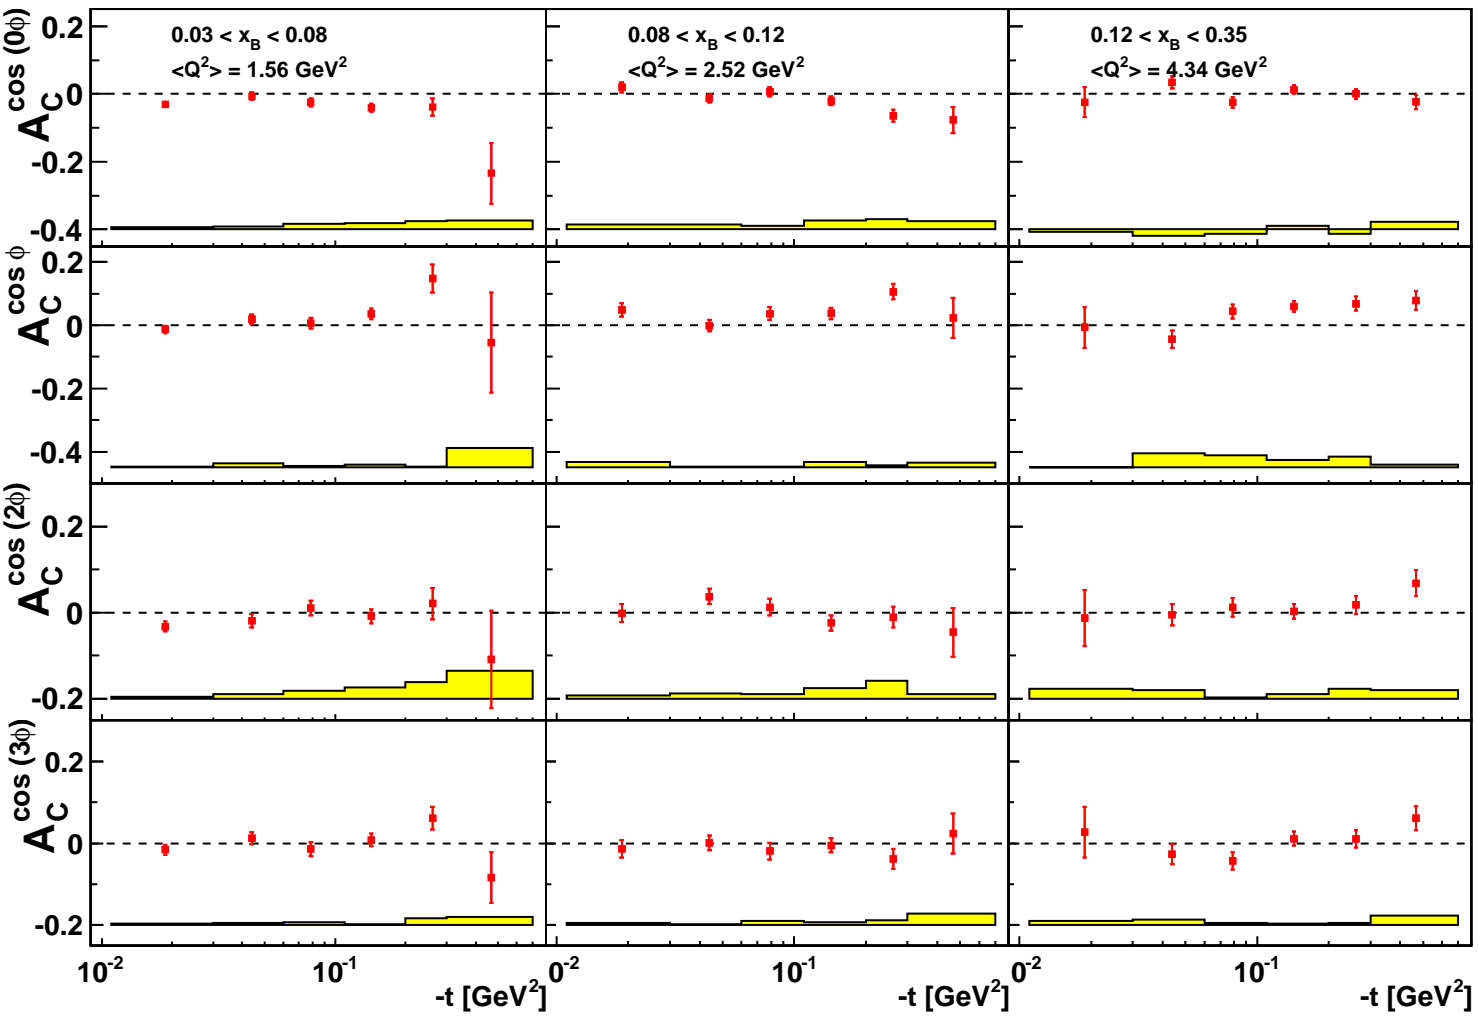 0.03 < x_B < 0.08
<Q²> = 1.56 GeV²
0.08 < x_B < 0.12
<Q²> = 2.52 GeV²
0.12 < x_B < 0.35
<Q²> = 4.34 GeV²
A_C^cos (0ϕ)
0.2
0
-0.2
-0.4
A_C^cos ϕ
0.2
0
-0.2
-0.4
A_C^cos (2ϕ)
0.2
0
-0.2
A_C^cos (3ϕ)
0.2
0
-0.2
10⁻² 10⁻¹ 0⁻² 10⁻¹ 0⁻² 10⁻¹
-t [GeV²] -t [GeV²] -t [GeV²]